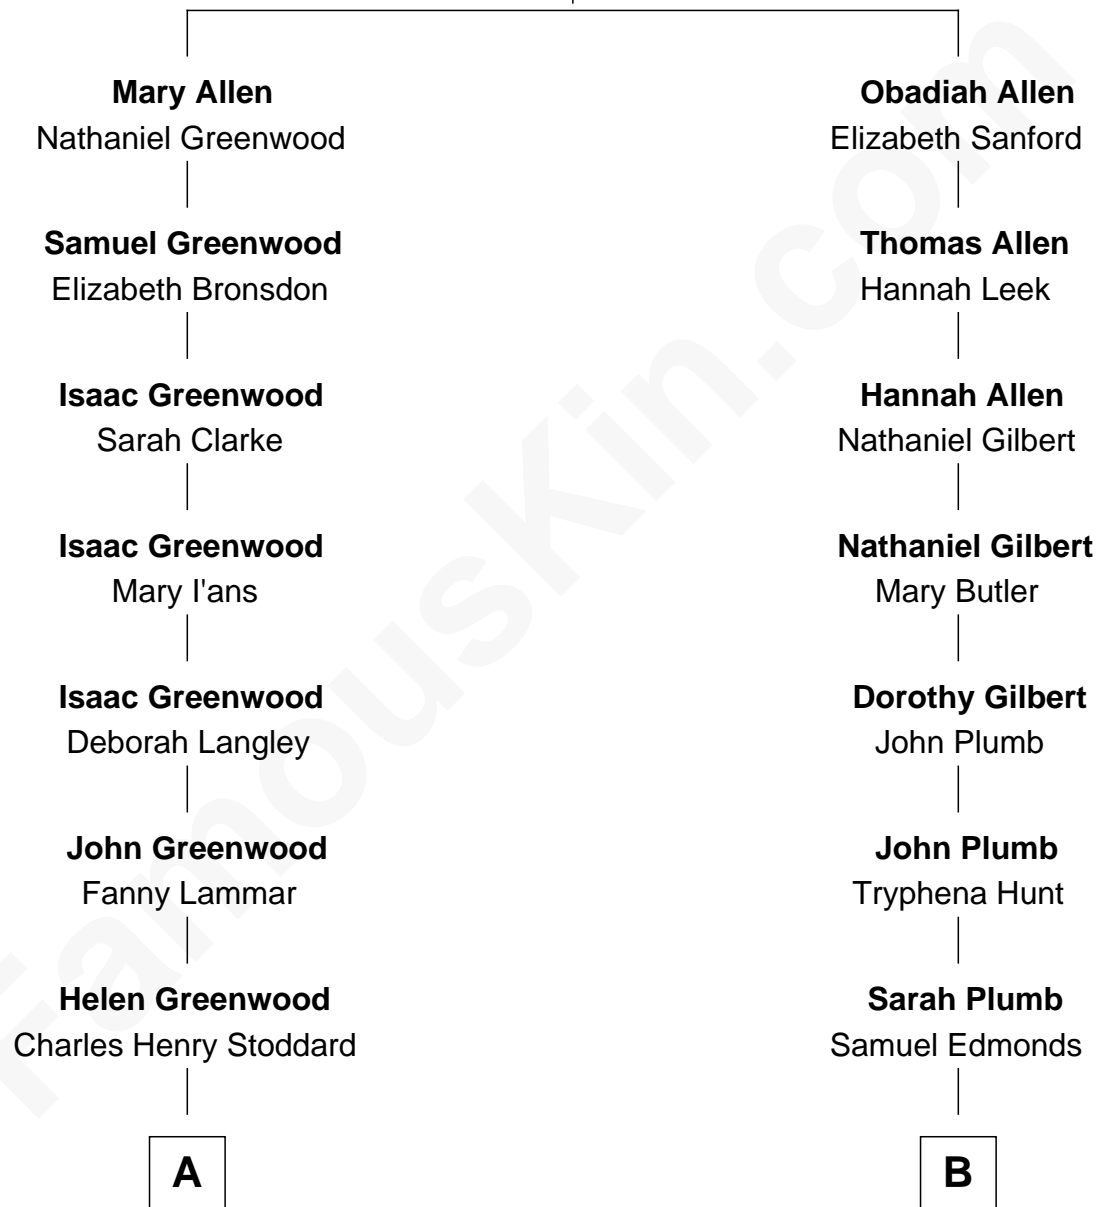 Mary Allen
Nathaniel Greenwood
Samuel Greenwood
Elizabeth Bronsdon
Isaac Greenwood
Sarah Clarke
Isaac Greenwood
Mary I'ans
Isaac Greenwood
Deborah Langley
John Greenwood
Fanny Lammar
Helen Greenwood
Charles Henry Stoddard
A
Obadiah Allen
Elizabeth Sanford
Thomas Allen
Hannah Leek
Hannah Allen
Nathaniel Gilbert
Nathaniel Gilbert
Mary Butler
Dorothy Gilbert
John Plumb
John Plumb
Tryphena Hunt
Sarah Plumb
Samuel Edmonds
B
FamousKin.com